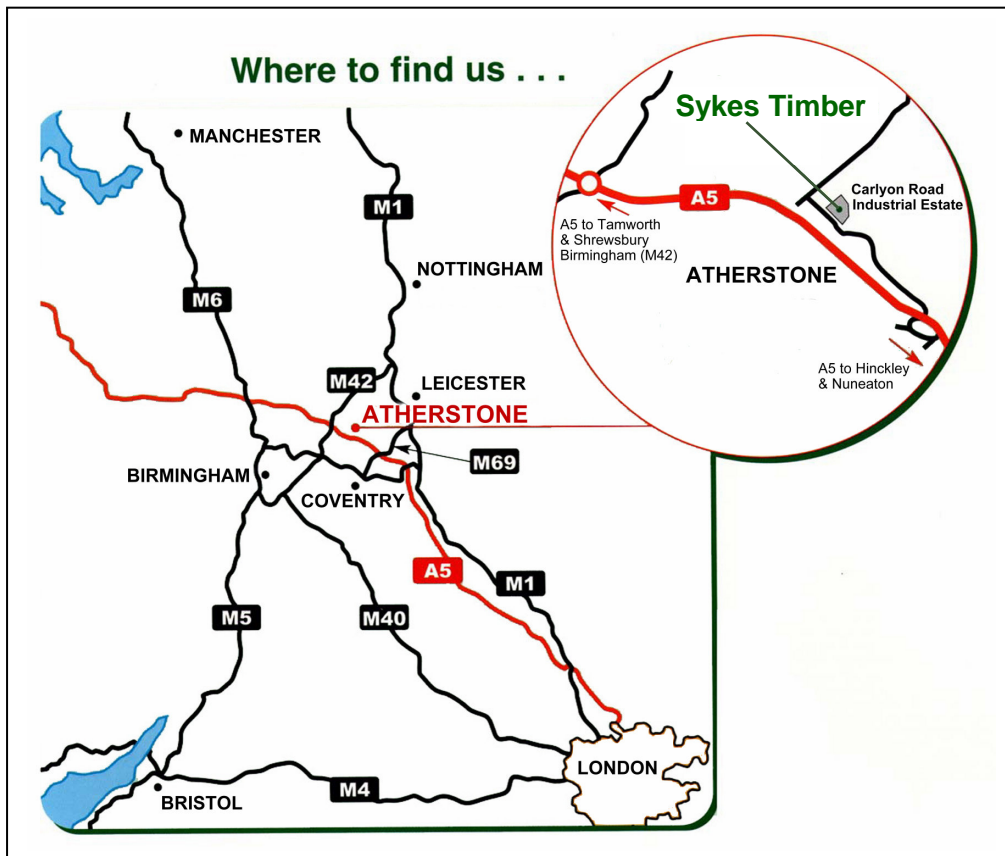 Where to find us . . .
Sykes Timber
MANCHESTER
M1
A5
Carlyon Road
Industrial Estate
A5 to Tamworth
& Shrewsbury
Birmingham (M42)
NOTTINGHAM
ATHERSTONE
M6
A5 to Hinckley
& Nuneaton
M42
LEICESTER
ATHERSTONE
M69
BIRMINGHAM
COVENTRY
A5
M1
M5
M40
LONDON
M4
BRISTOL